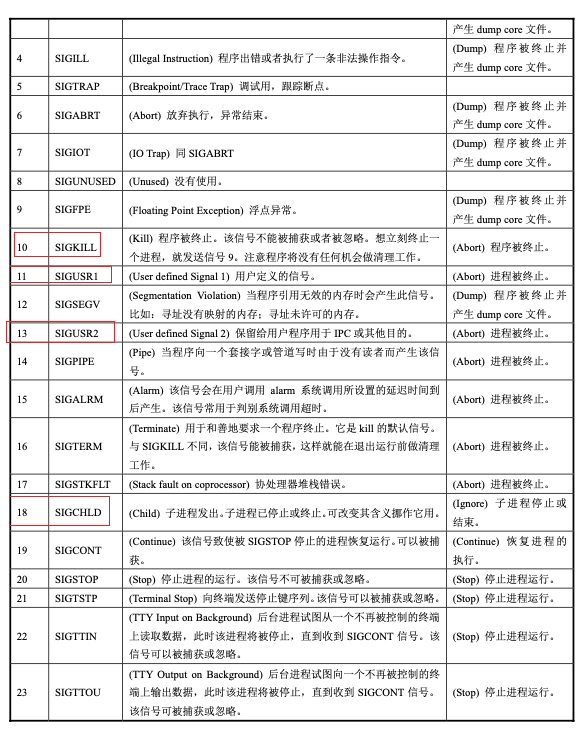 产生 dump core 文件。
4 SIGILL (Illegal Instruction) 程序出错或者执行了一条非法操作指令。 (Dump) 程序被终止并
产生 dump core 文件。
5 SIGTRAP (Breakpoint/Trace Trap) 调试用，跟踪断点。
6 SIGABRT (Abort) 放弃执行，异常结束。 (Dump) 程序被终止并
产生 dump core 文件。
7 SIGIOT (IO Trap) 同 SIGABRT (Dump) 程序被终止并
产生 dump core 文件。
8 SIGUNUSED (Unused) 没有使用。
9 SIGFPE (Floating Point Exception) 浮点异常。 (Dump) 程序被终止并
产生 dump core 文件。
10 SIGKILL (Kill) 程序被终止。该信号不能被捕获或者被忽略。想立刻终止一
个进程，就发送信号 9。注意程序将没有任何机会做清理工作。 (Abort) 程序被终止。
11 SIGUSR1 (User defined Signal 1) 用户定义的信号。 (Abort) 进程被终止。
12 SIGSEGV (Segmentation Violation) 当程序引用无效的内存时会产生此信号。 (Dump) 程序被终止并
比如：寻址没有映射的内存；寻址未许可的内存。 产生 dump core 文件。
13 SIGUSR2 (User defined Signal 2) 保留给用户程序用于 IPC 或其他目的。 (Abort) 进程被终止。
14 SIGPIPE (Pipe) 当程序向一个套接字或管道写时由于没有读者而产生该信
号。 (Abort) 进程被终止。
15 SIGALRM (Alarm) 该信号会在用户调用 alarm 系统调用所设置的延迟时间到
后产生。该信号常用于判别系统调用超时。 (Abort) 进程被终止。
16 SIGTERM (Terminate) 用于和善地要求一个程序终止。它是 kill 的默认信号。
与 SIGKILL 不同，该信号能被捕获，这样就能在退出运行前做清理 (Abort) 进程被终止。
工作。
17 SIGSTKFLT (Stack fault on coprocessor) 协处理器堆栈错误。 (Abort) 进程被终止。
18 SIGCHLD (Child) 子进程发出。子进程已停止或终止。可改变其含义挪作它用。 (Ignore) 子进程停止或
结束。
19 SIGCONT (Continue) 该信号致使被 SIGSTOP 停止的进程恢复运行。可以被捕 (Continue) 恢复进程的
获。 执行。
20 SIGSTOP (Stop) 停止进程的运行。该信号不可被捕获或忽略。 (Stop) 停止进程运行。
21 SIGTSTP (Terminal Stop) 向终端发送停止键序列。该信号可以被捕获或忽略。 (Stop) 停止进程运行。
22 SIGTTIN (TTY Input on Background) 后台进程试图从一个不再被控制的终端
上读取数据，此时该进程将被停止，直到收到 SIGCONT 信号。该 (Stop) 停止进程运行。
信号可以被捕获或忽略。
23 SIGTTOU (TTY Output on Background) 后台进程试图向一个不再被控制的终
端上输出数据，此时该进程将被停止，直到收到 SIGCONT 信号。 (Stop) 停止进程运行。
该信号可被捕获或忽略。